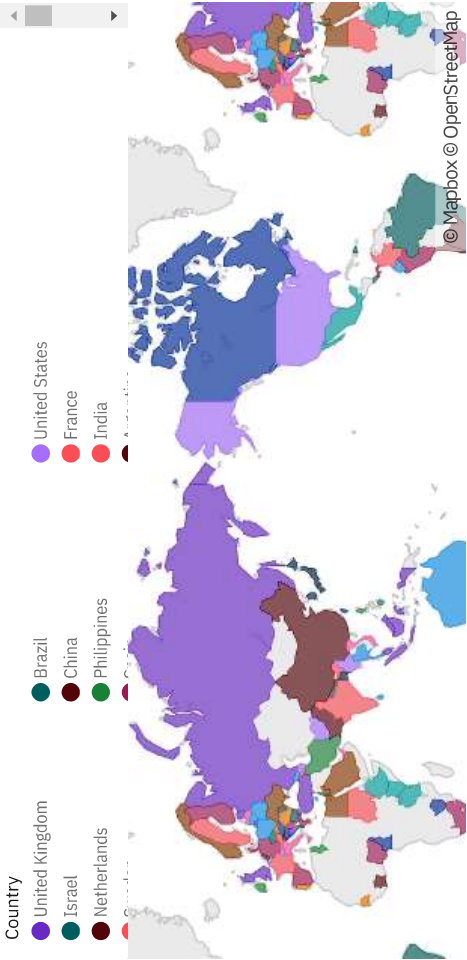 Country
United Kingdom Brazil United States
Israel China France
Netherlands Philippines India
© Mapbox © OpenStreetMap